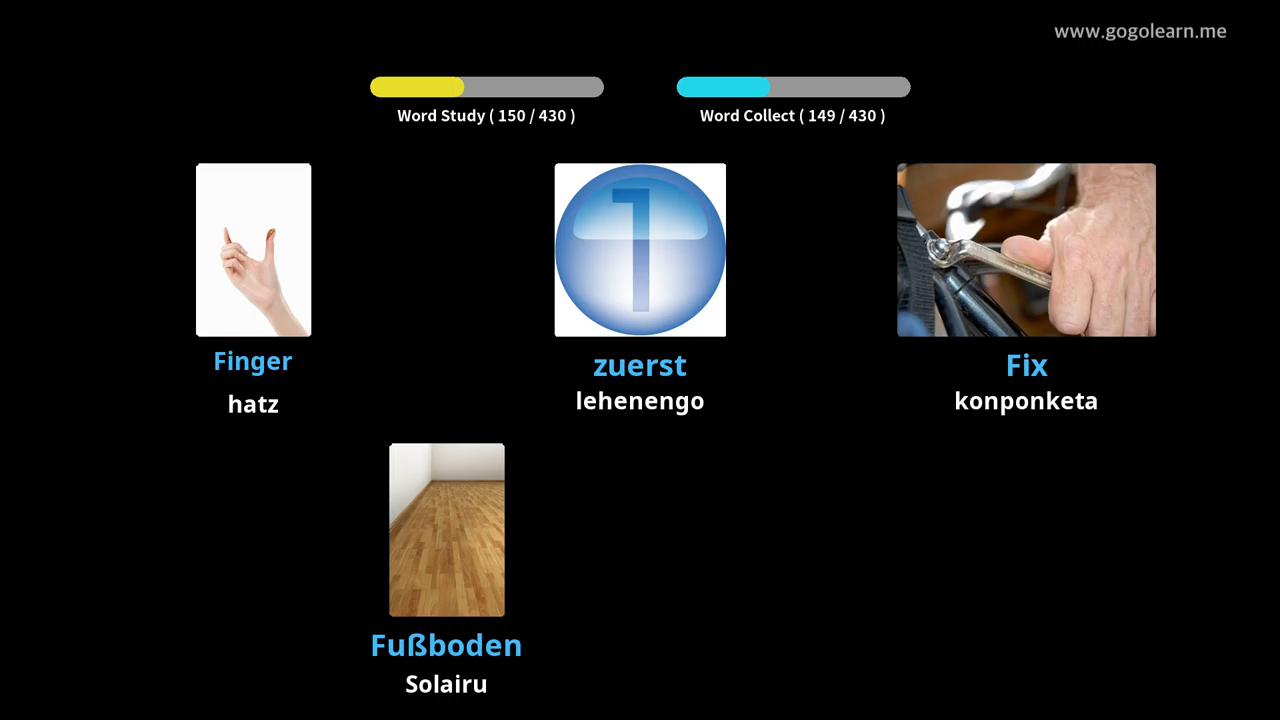 www.gogolearn.me
Word Study ( 150 / 430 )
Word Collect ( 149 / 430 )
1
Finger
hatz
zuerst
lehenengo
Fix
konponketa
Fußboden
Solairu